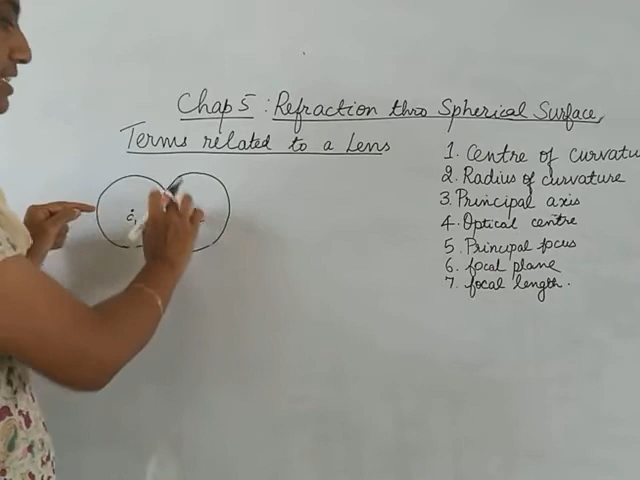 Chap 5 : Refraction thro Spherical Surface,
Terms related to a Lens
1. Centre of curvatu
2. Radius of curvature
3. Principal axis
4. Optical centre
5. Principal focus
6. focal plane
7. focal length.
C1